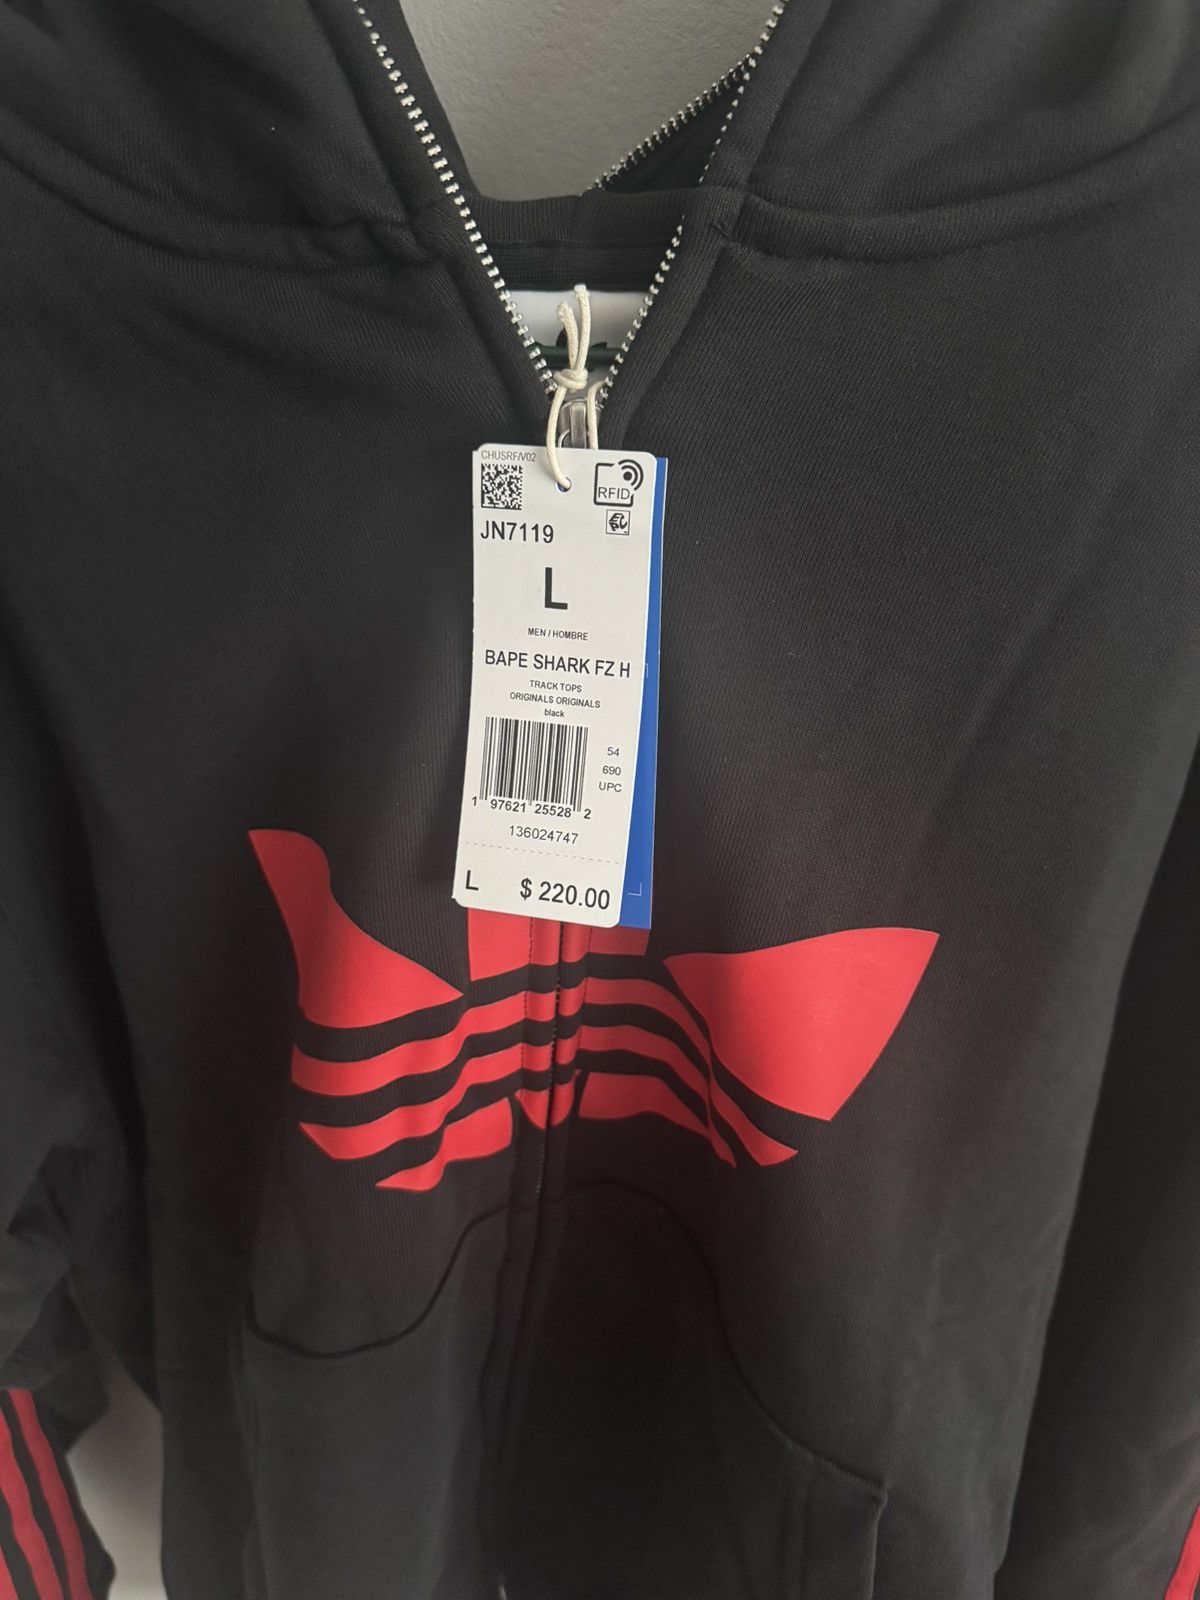 CHUSRF/V02
RFID
JN7119
L
MEN / HOMBRE
BAPE SHARK FZ H
TRACK TOPS
ORIGINALS ORIGINALS
black
54
690
UPC
1 97621 25528 2
136024747
L $ 220.00